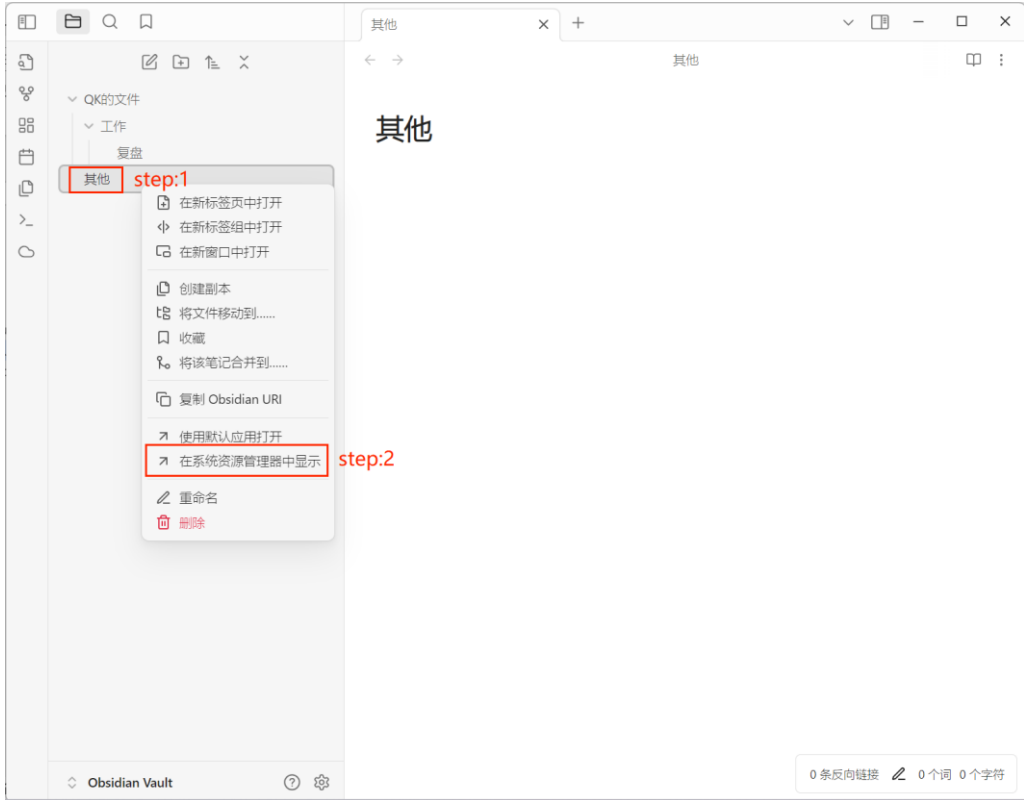 其他
QK的文件
工作
复盘
其他 step:1
在新标签页中打开
在新标签组中打开
在新窗口中打开
创建副本
将文件移动到......
收藏
将该笔记合并到......
复制 Obsidian URI
使用默认应用打开
在系统资源管理器中显示 step:2
重命名
删除
Obsidian Vault
其他
其他
0 条反向链接 0 个词 0 个字符